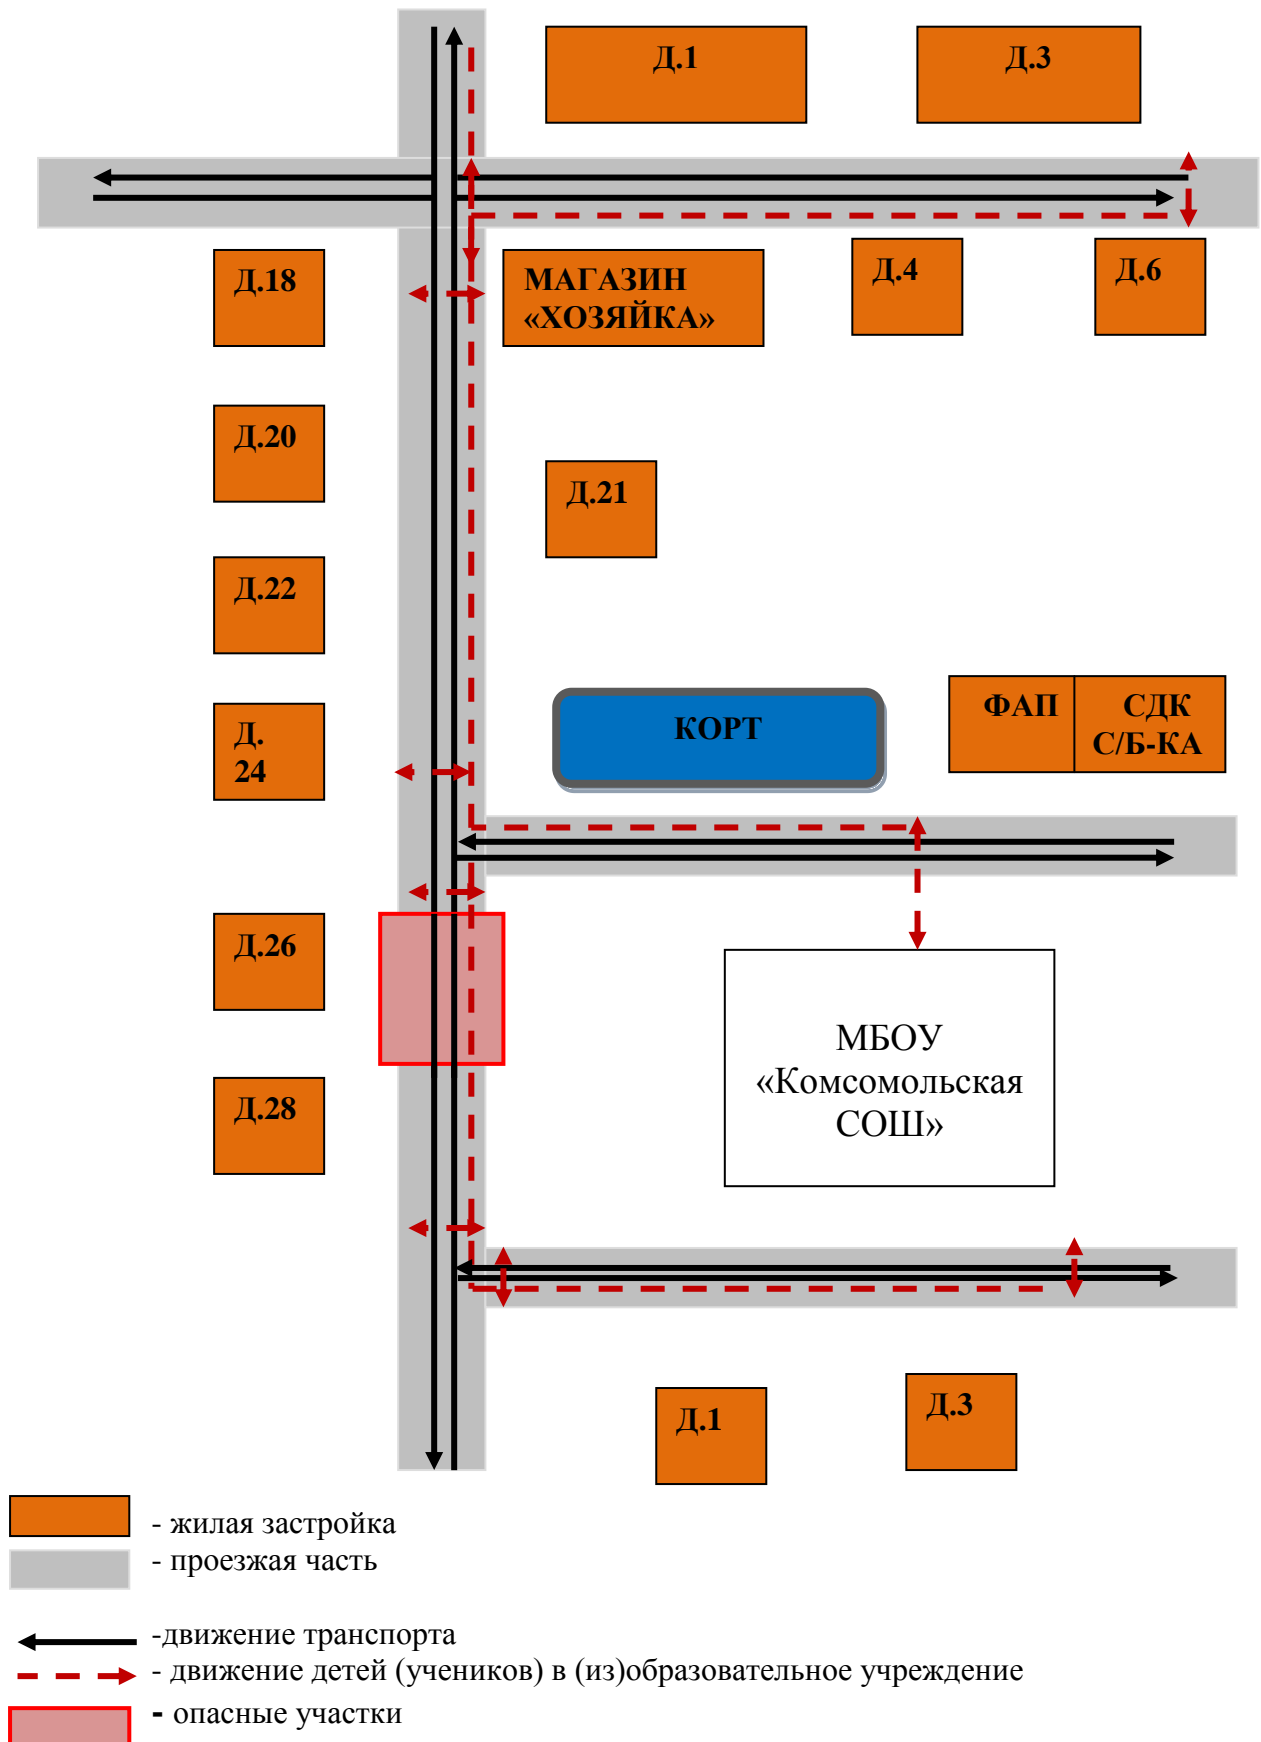 Д.1
Д.3
Д.18
МАГАЗИН
«ХОЗЯЙКА»
Д.4
Д.6
Д.20
Д.21
Д.22
Д.
24
КОРТ
ФАП
СДК
С/Б-КА
Д.26
МБОУ
«Комсомольская
СОШ»
Д.28
Д.1
Д.3
- жилая застройка
- проезжая часть
-движение транспорта
- движение детей (учеников) в (из)образовательное учреждение
- опасные участки